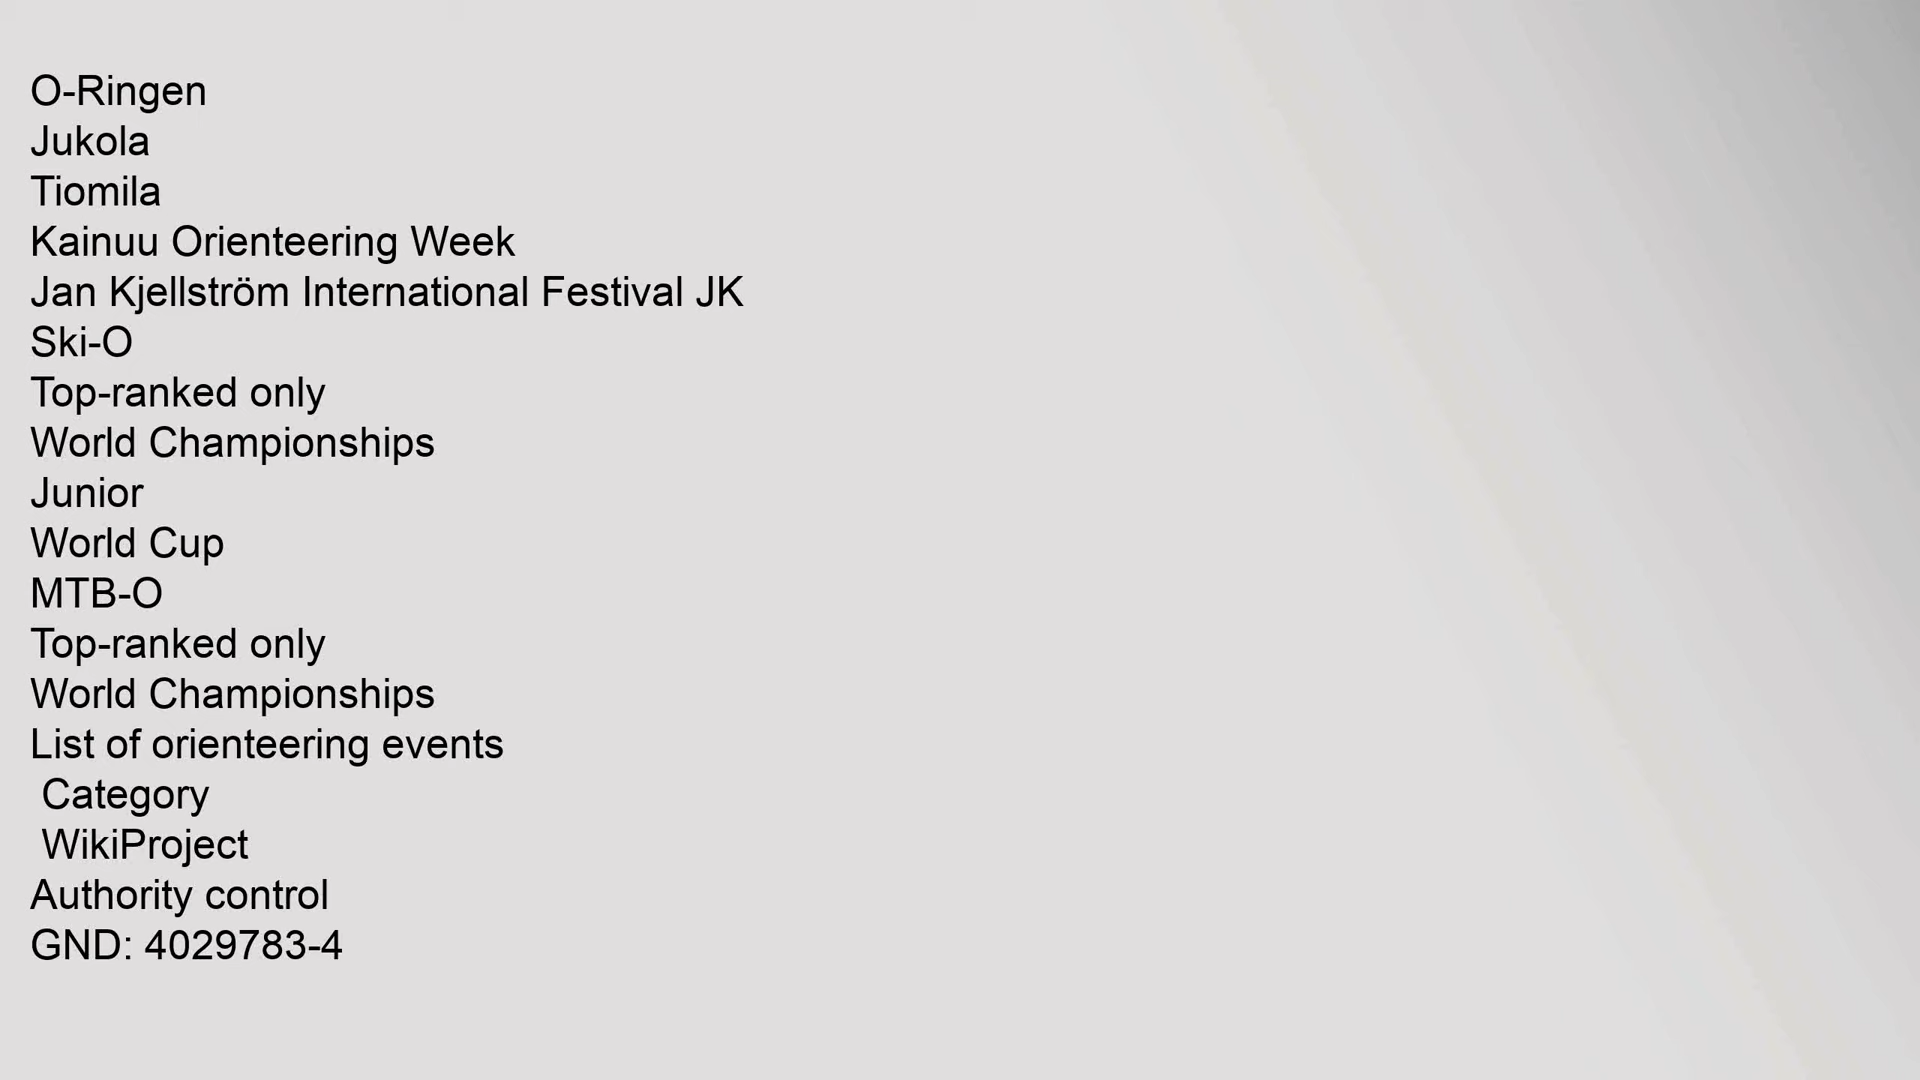 O-Ringen
Jukola
Tiomila
Kainuu Orienteering Week
Jan Kjellström International Festival JK
Ski-O
Top-ranked only
World Championships
Junior
World Cup
MTB-O
Top-ranked only
World Championships
List of orienteering events
Category
WikiProject
Authority control
GND: 4029783-4